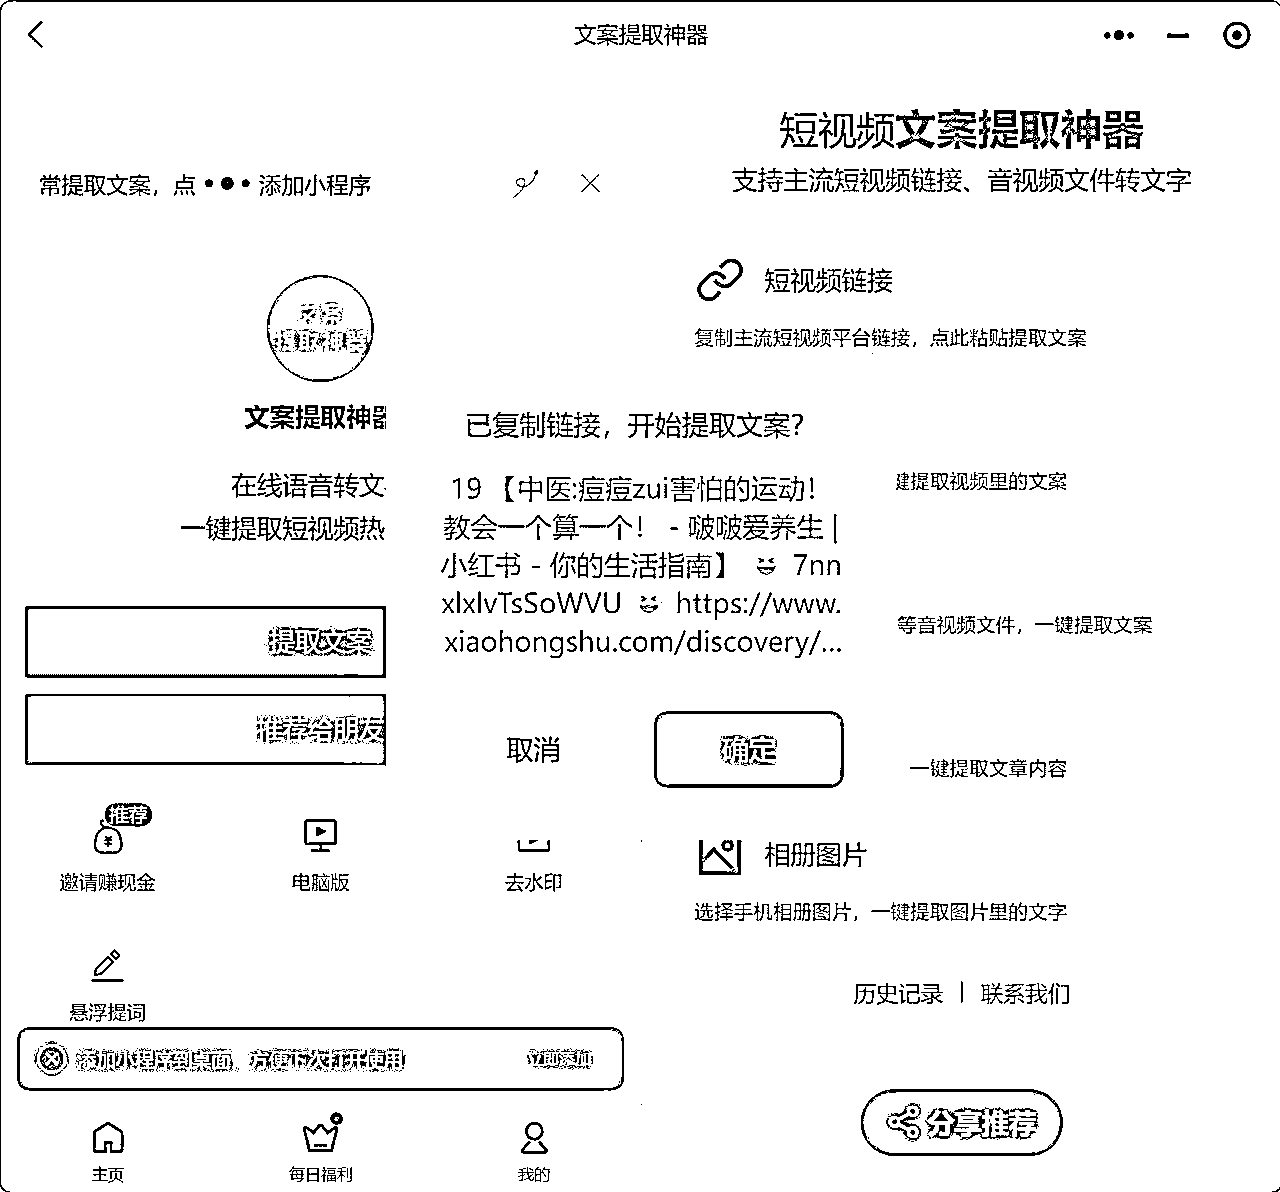 文案提取神器
常提取文案，点•●•添加小程序
文案
提取神器
文案提取神器
在线语音转文
一键提取短视频热
提取文案
推荐给朋友
推荐
邀请赚现金
电脑版
去水印
悬浮提词
添加小程序到桌面，方便下次打开使用
立即添加
主页
每日福利
我的
短视频文案提取神器
支持主流短视频链接、音视频文件转文字
短视频链接
复制主流短视频平台链接，点此粘贴提取文案
已复制链接，开始提取文案？
19 【中医:痘痘zui害怕的运动！
教会一个算一个！ - 啵啵爱养生 |
小红书 - 你的生活指南】 😆 7nn
xlxlvTsSoWVU 😆 https://www.
xiaohongshu.com/discovery/...
取消
确定
建提取视频里的文案
等音视频文件，一键提取文案
一键提取文章内容
相册图片
选择手机相册图片，一键提取图片里的文字
历史记录 | 联系我们
分享推荐